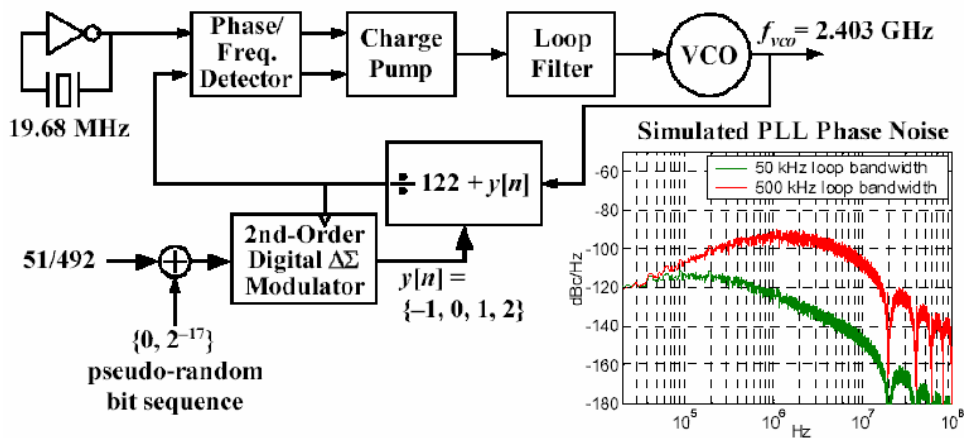 Phase/
Freq.
Detector
Charge
Pump
Loop
Filter
VCO
f_vco = 2.403 GHz
19.68 MHz
÷ 122 + y[n]
51/492
2nd-Order
Digital ΔΣ
Modulator
y[n] =
{–1, 0, 1, 2}
{0, 2^–17}
pseudo-random
bit sequence
Simulated PLL Phase Noise
50 kHz loop bandwidth
500 kHz loop bandwidth
dBc/Hz
-60
-80
-100
-120
-140
-160
-180
10^5
10^6
10^7
10^8
Hz